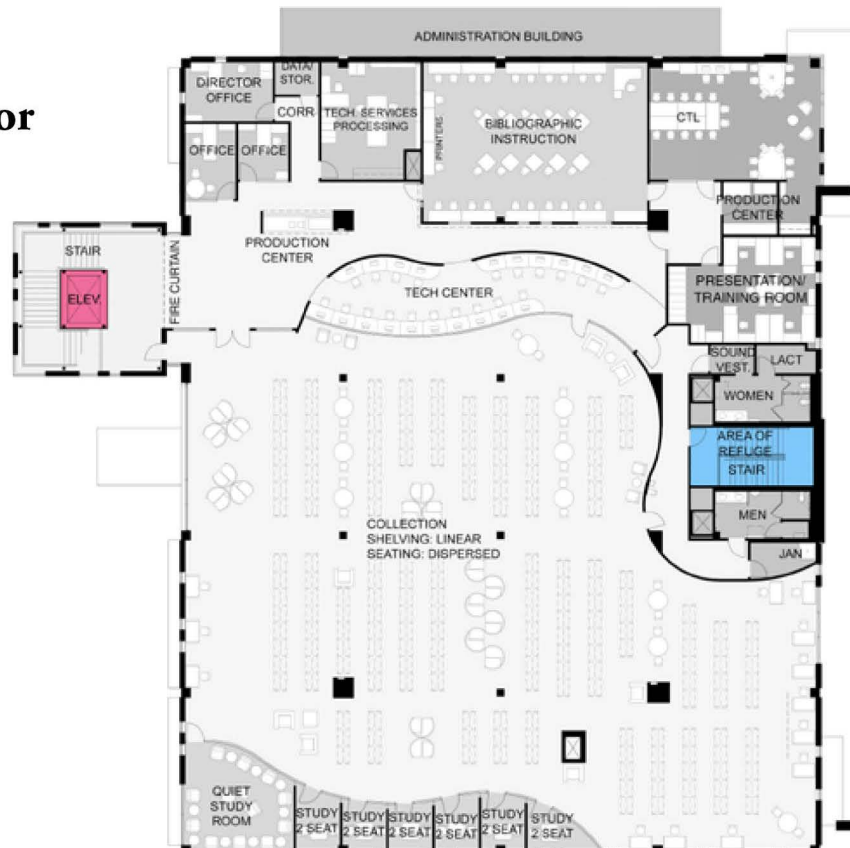 ADMINISTRATION BUILDING
or
DIRECTOR
OFFICE
DATA/
STOR.
CORR.
TECH. SERVICES
PROCESSING
PRINTERS
BIBLIOGRAPHIC
INSTRUCTION
CTL
OFFICE
OFFICE
PRODUCTION
CENTER
STAIR
ELEV.
FIRE CURTAIN
PRODUCTION
CENTER
TECH CENTER
PRESENTATION/
TRAINING ROOM
SOUND
VEST.
LACT
WOMEN
AREA OF
REFUGE
STAIR
MEN
JAN
COLLECTION
SHELVING: LINEAR
SEATING: DISPERSED
QUIET
STUDY
ROOM
STUDY
2 SEAT
STUDY
2 SEAT
STUDY
2 SEAT
STUDY
2 SEAT
STUDY
2 SEAT
STUDY
2 SEAT